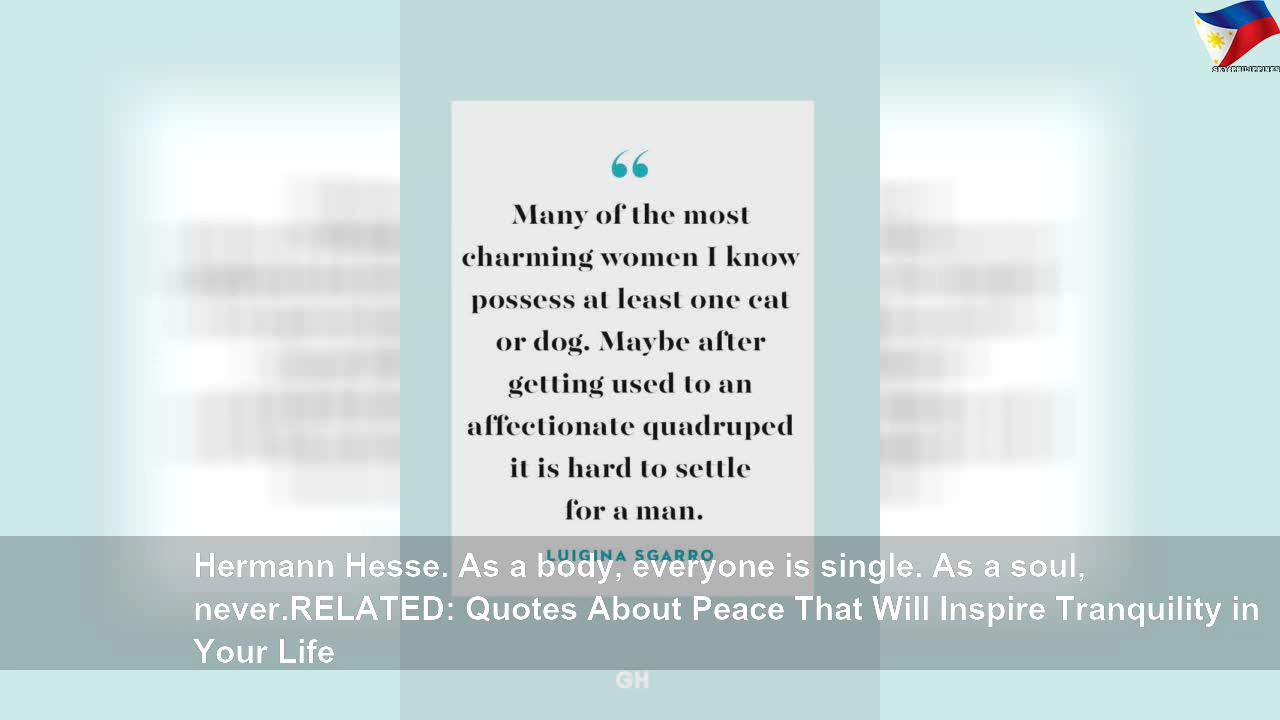 “
Many of the most
charming women I know
possess at least one cat
or dog. Maybe after
getting used to an
affectionate quadruped
it is hard to settle
for a man.
LUIGINA SGARRO
Hermann Hesse. As a body, everyone is single. As a soul,
never.RELATED: Quotes About Peace That Will Inspire Tranquility in
Your Life
GH